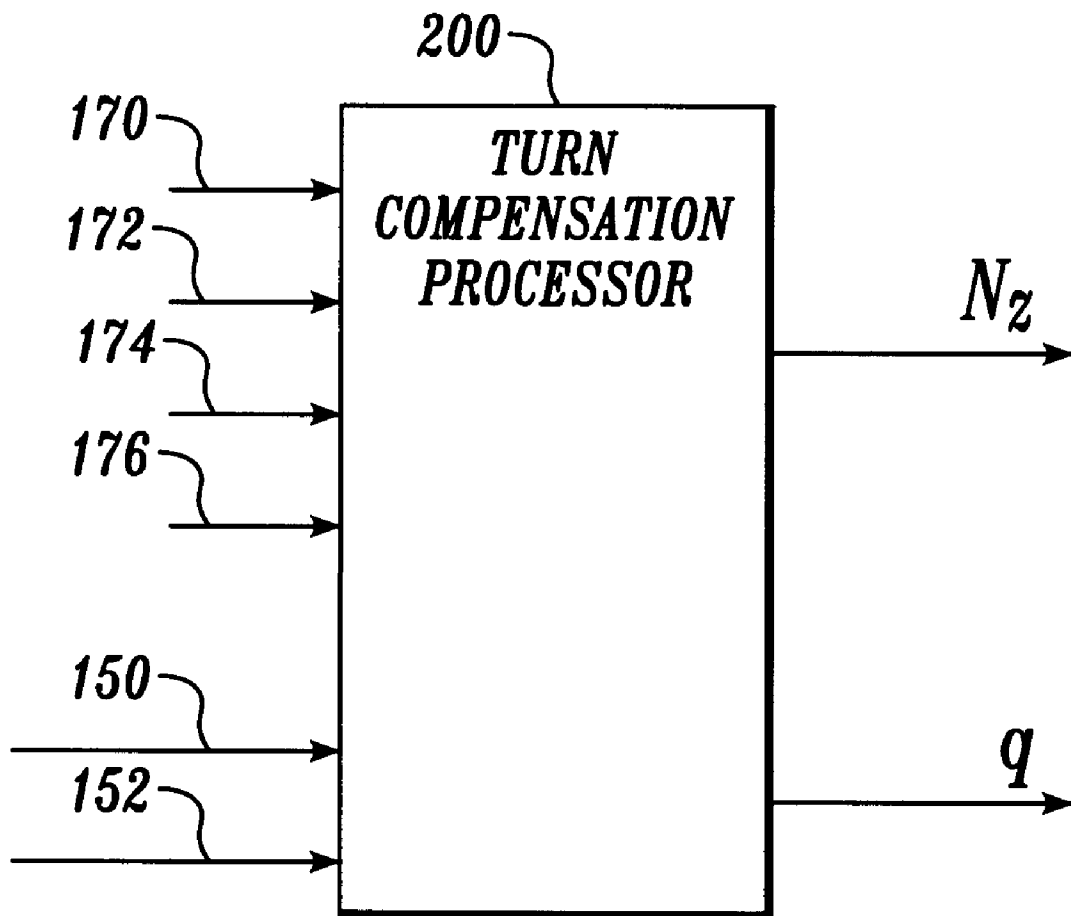 200
170
172
174
176
150
152
TURN
COMPENSATION
PROCESSOR
Nz
q